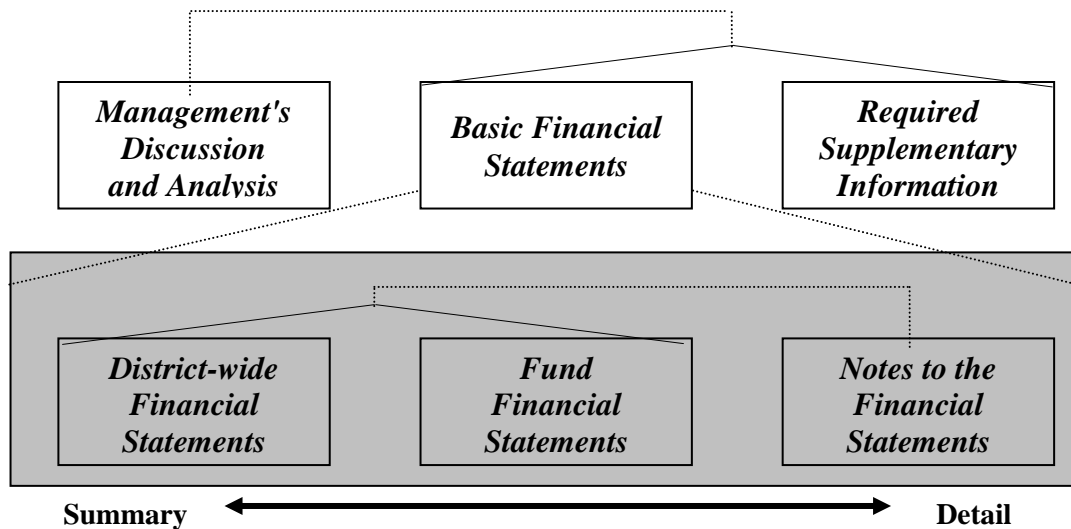 Management's
Discussion
and Analysis
Basic Financial
Statements
Required
Supplementary
Information
District-wide
Financial
Statements
Fund
Financial
Statements
Notes to the
Financial
Statements
Summary
Detail